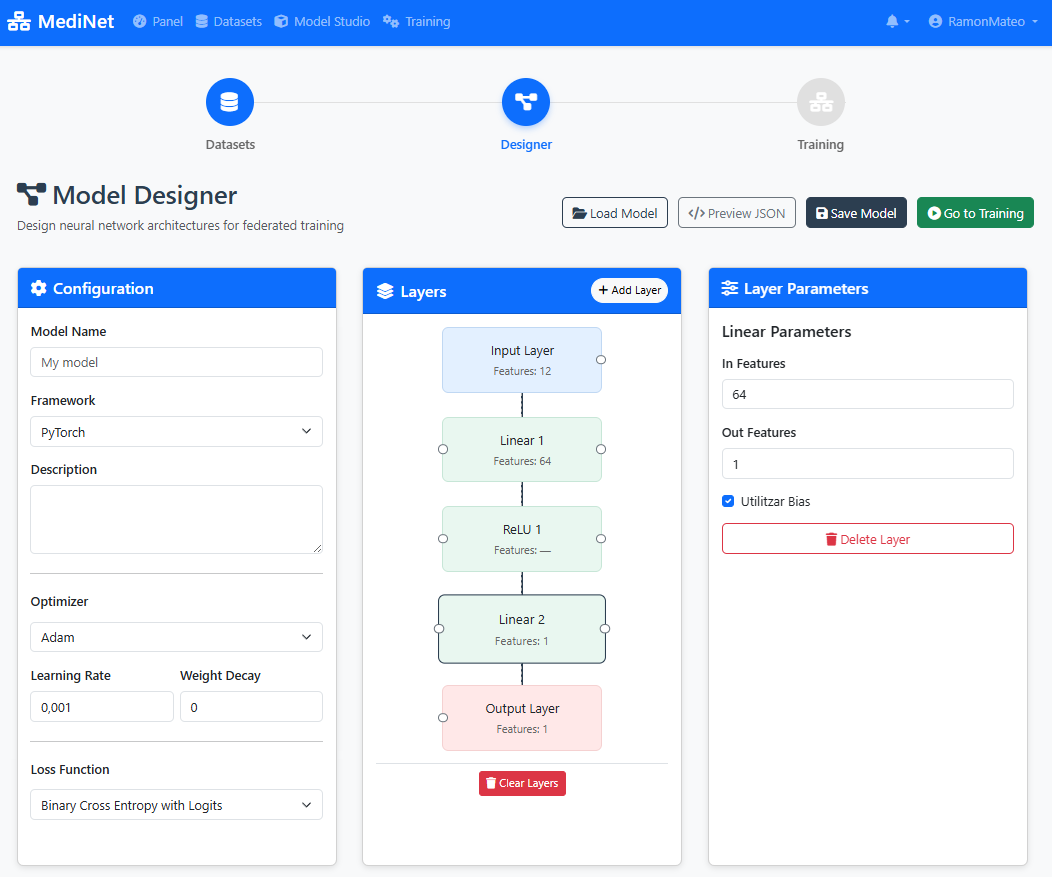 MediNet Panel Datasets Model Studio Training RamonMateo
Datasets Designer Training
Model Designer
Design neural network architectures for federated training
Load Model </> Preview JSON Save Model Go to Training
Configuration
Model Name
My model
Framework
PyTorch
Description
Optimizer
Adam
Learning Rate Weight Decay
0,001 0
Loss Function
Binary Cross Entropy with Logits
Layers + Add Layer
Input Layer
Features: 12
Linear 1
Features: 64
ReLU 1
Features: —
Linear 2
Features: 1
Output Layer
Features: 1
Clear Layers
Layer Parameters
Linear Parameters
In Features
64
Out Features
1
Utilitzar Bias
Delete Layer